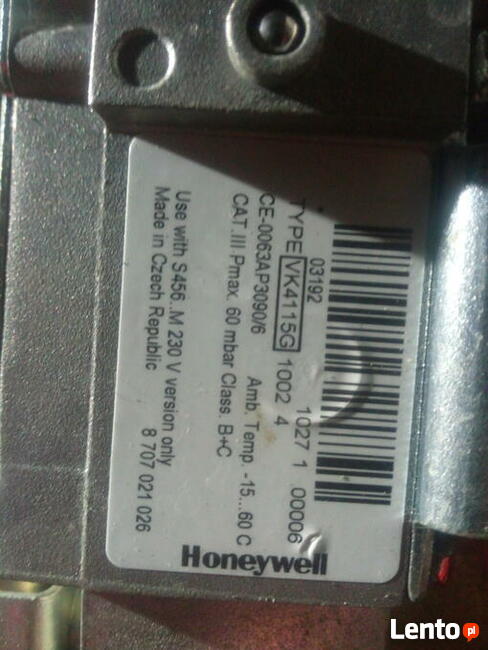 03192 1027 1 00006
TYPE VK4115G 1002 4
CE-0063AP3090/6 Amb. Temp. -15...60 C
CAT.III Pmax. 60 mbar Class. B+C
Use with S456..M 230 V version only
Made in Czech Republic 8 707 021 026
Honeywell
Lento.pl